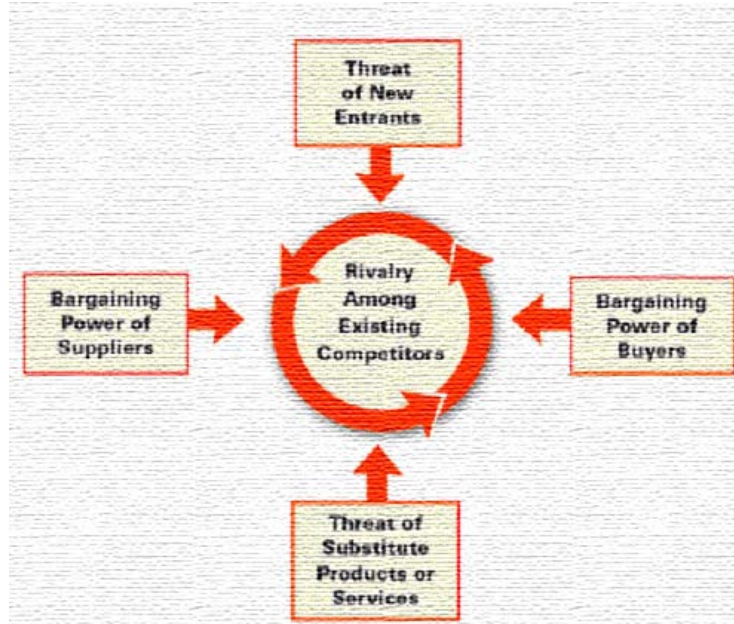 Threat
of New
Entrants
Bargaining
Power of
Suppliers
Rivalry
Among
Existing
Competitors
Bargaining
Power of
Buyers
Threat of
Substitute
Products or
Services